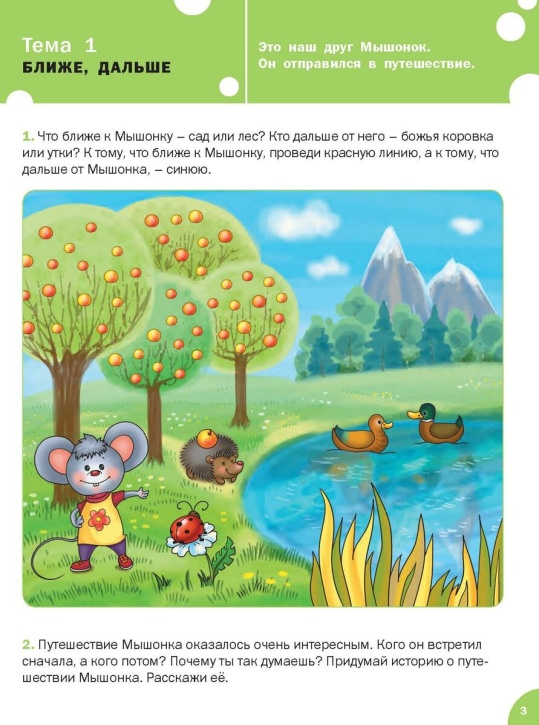 Тема 1
БЛИЖЕ, ДАЛЬШЕ
Это наш друг Мышонок.
Он отправился в путешествие.
1. Что ближе к Мышонку – сад или лес? Кто дальше от него – божья коровка
или утки? К тому, что ближе к Мышонку, проведи красную линию, а к тому, что
дальше от Мышонка, – синюю.
2. Путешествие Мышонка оказалось очень интересным. Кого он встретил
сначала, а кого потом? Почему ты так думаешь? Придумай историю о путе-
шествии Мышонка. Расскажи её.
3